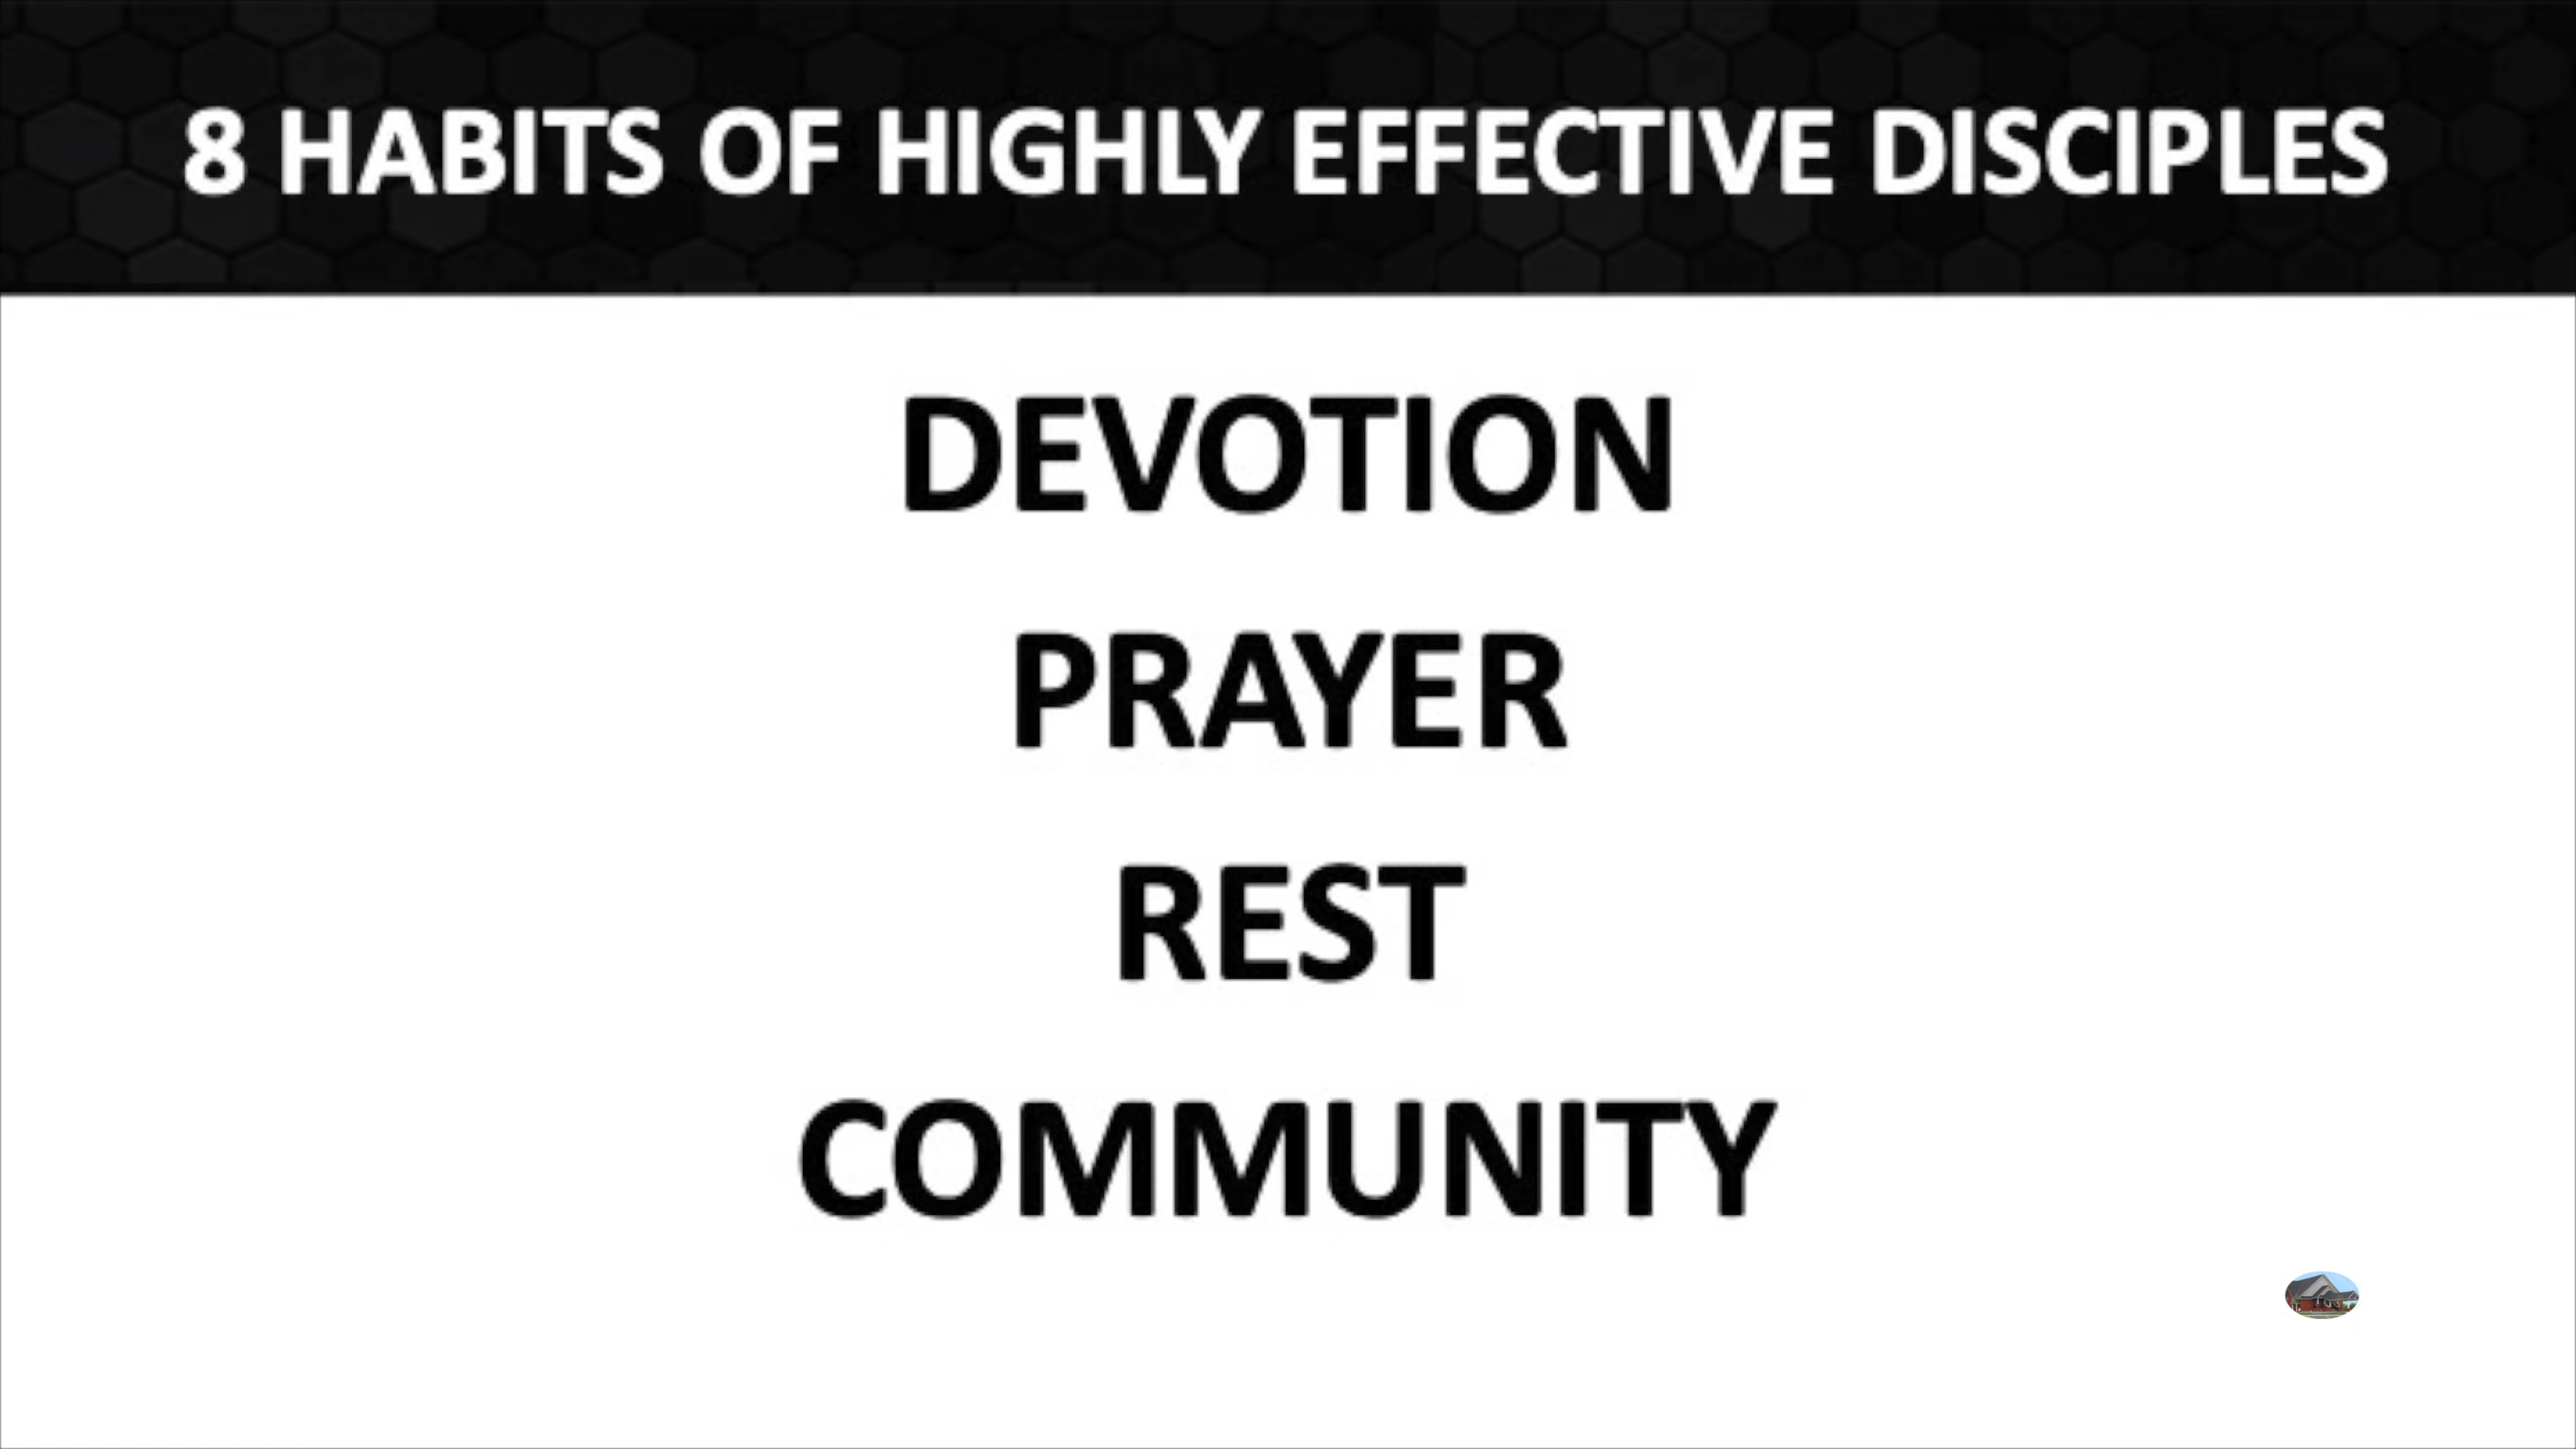 8 HABITS OF HIGHLY EFFECTIVE DISCIPLES
DEVOTION
PRAYER
REST
COMMUNITY